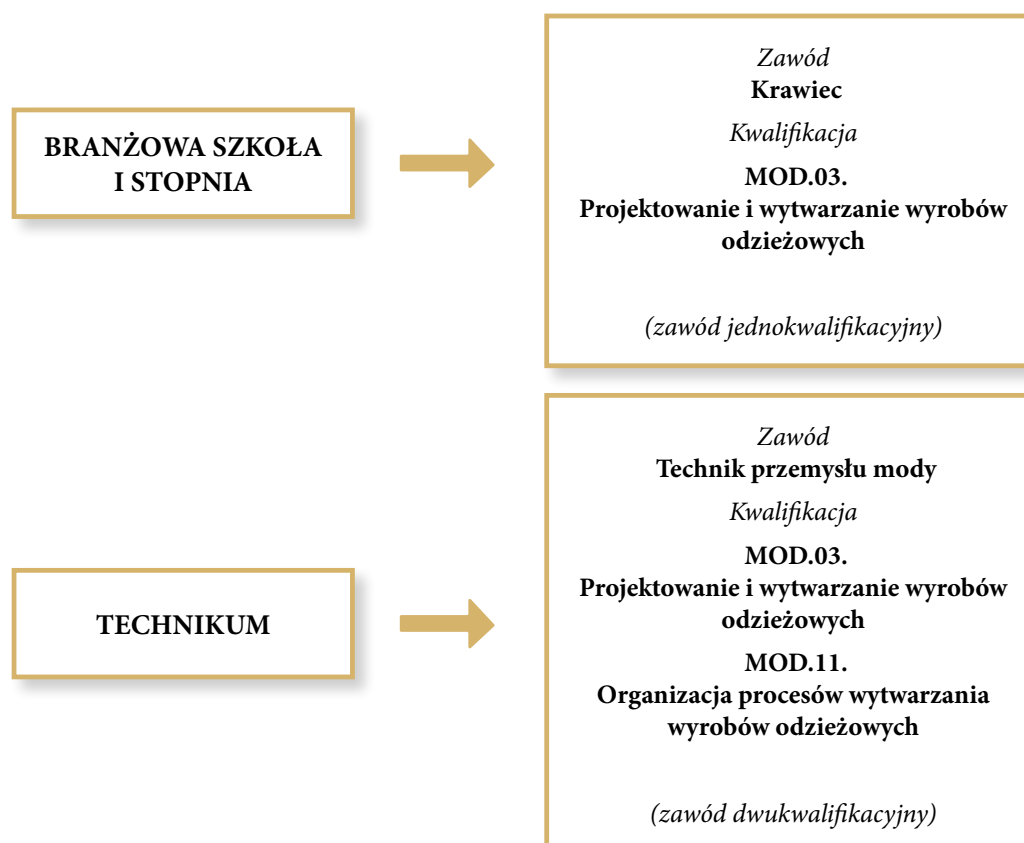 BRANŻOWA SZKOŁA
I STOPNIA
Zawód
Krawiec
Kwalifikacja
MOD.03.
Projektowanie i wytwarzanie wyrobów
odzieżowych
(zawód jednokwalifikacyjny)
TECHNIKUM
Zawód
Technik przemysłu mody
Kwalifikacja
MOD.03.
Projektowanie i wytwarzanie wyrobów
odzieżowych
MOD.11.
Organizacja procesów wytwarzania
wyrobów odzieżowych
(zawód dwukwalifikacyjny)